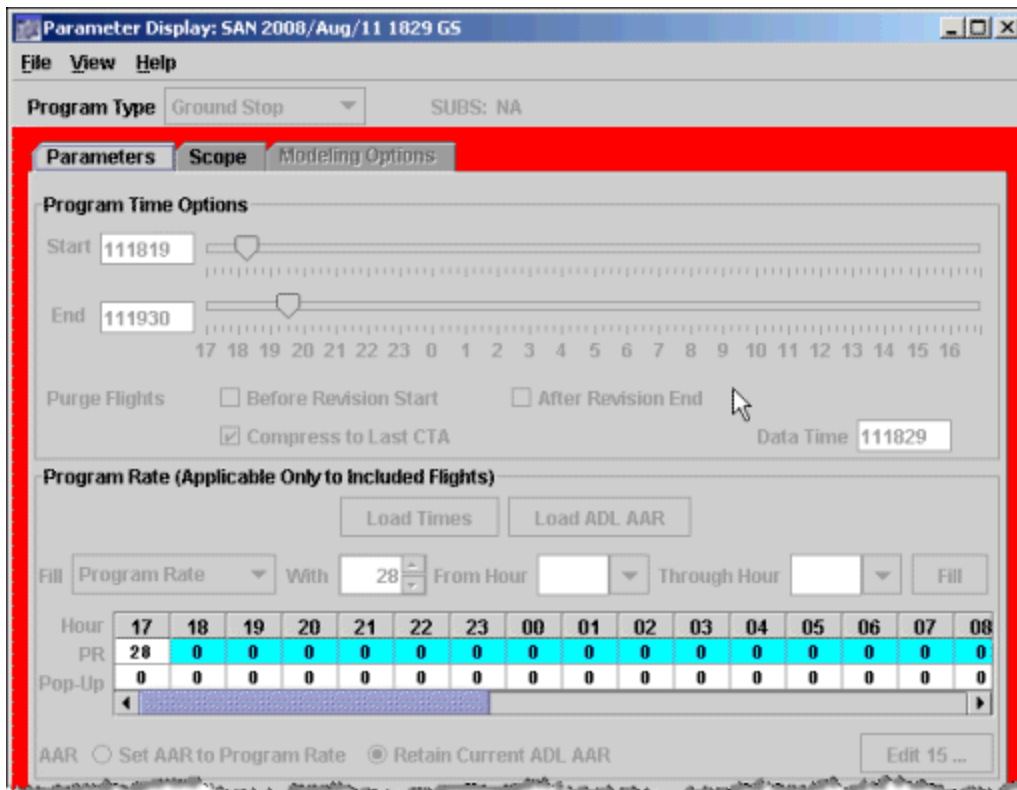 Parameter Display: SAN 2008/Aug/11 1829 GS
File View Help
Program Type Ground Stop SUBS: NA
Parameters Scope Modeling Options
Program Time Options
Start 111819
End 111930
17 18 19 20 21 22 23 0 1 2 3 4 5 6 7 8 9 10 11 12 13 14 15 16
Purge Flights Before Revision Start After Revision End
Compress to Last CTA Data Time 111829
Program Rate (Applicable Only to Included Flights)
Load Times Load ADL AAR
Fill Program Rate With 28 From Hour Through Hour Fill
Hour 17 18 19 20 21 22 23 00 01 02 03 04 05 06 07 08
PR 28 0 0 0 0 0 0 0 0 0 0 0 0 0 0 0
Pop-Up 0 0 0 0 0 0 0 0 0 0 0 0 0 0 0 0
AAR Set AAR to Program Rate Retain Current ADL AAR Edit 15 ...